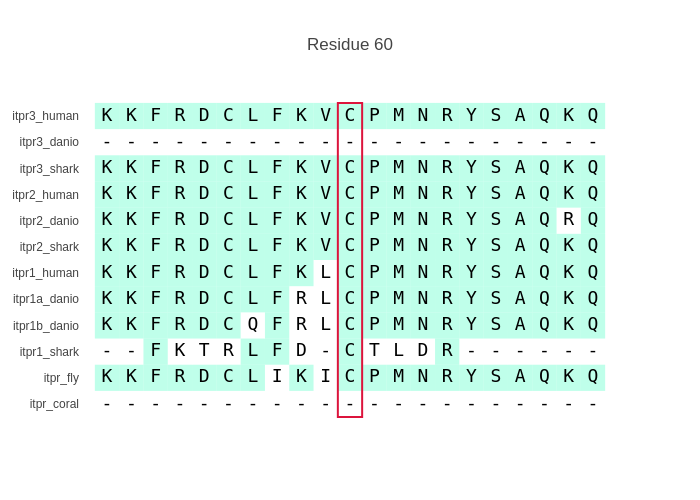 Residue 60
itpr3_human K K F R D C L F K V C P M N R Y S A Q K Q
itpr3_danio - - - - - - - - - - - - - - - - - - - - -
itpr3_shark K K F R D C L F K V C P M N R Y S A Q K Q
itpr2_human K K F R D C L F K V C P M N R Y S A Q K Q
itpr2_danio K K F R D C L F K V C P M N R Y S A Q R Q
itpr2_shark K K F R D C L F K V C P M N R Y S A Q K Q
itpr1_human K K F R D C L F K L C P M N R Y S A Q K Q
itpr1a_danio K K F R D C L F R L C P M N R Y S A Q K Q
itpr1b_danio K K F R D C Q F R L C P M N R Y S A Q K Q
itpr1_shark - - F K T R L F D - C T L D R - - - - - -
itpr_fly K K F R D C L I K I C P M N R Y S A Q K Q
itpr_coral - - - - - - - - - - - - - - - - - - - - -